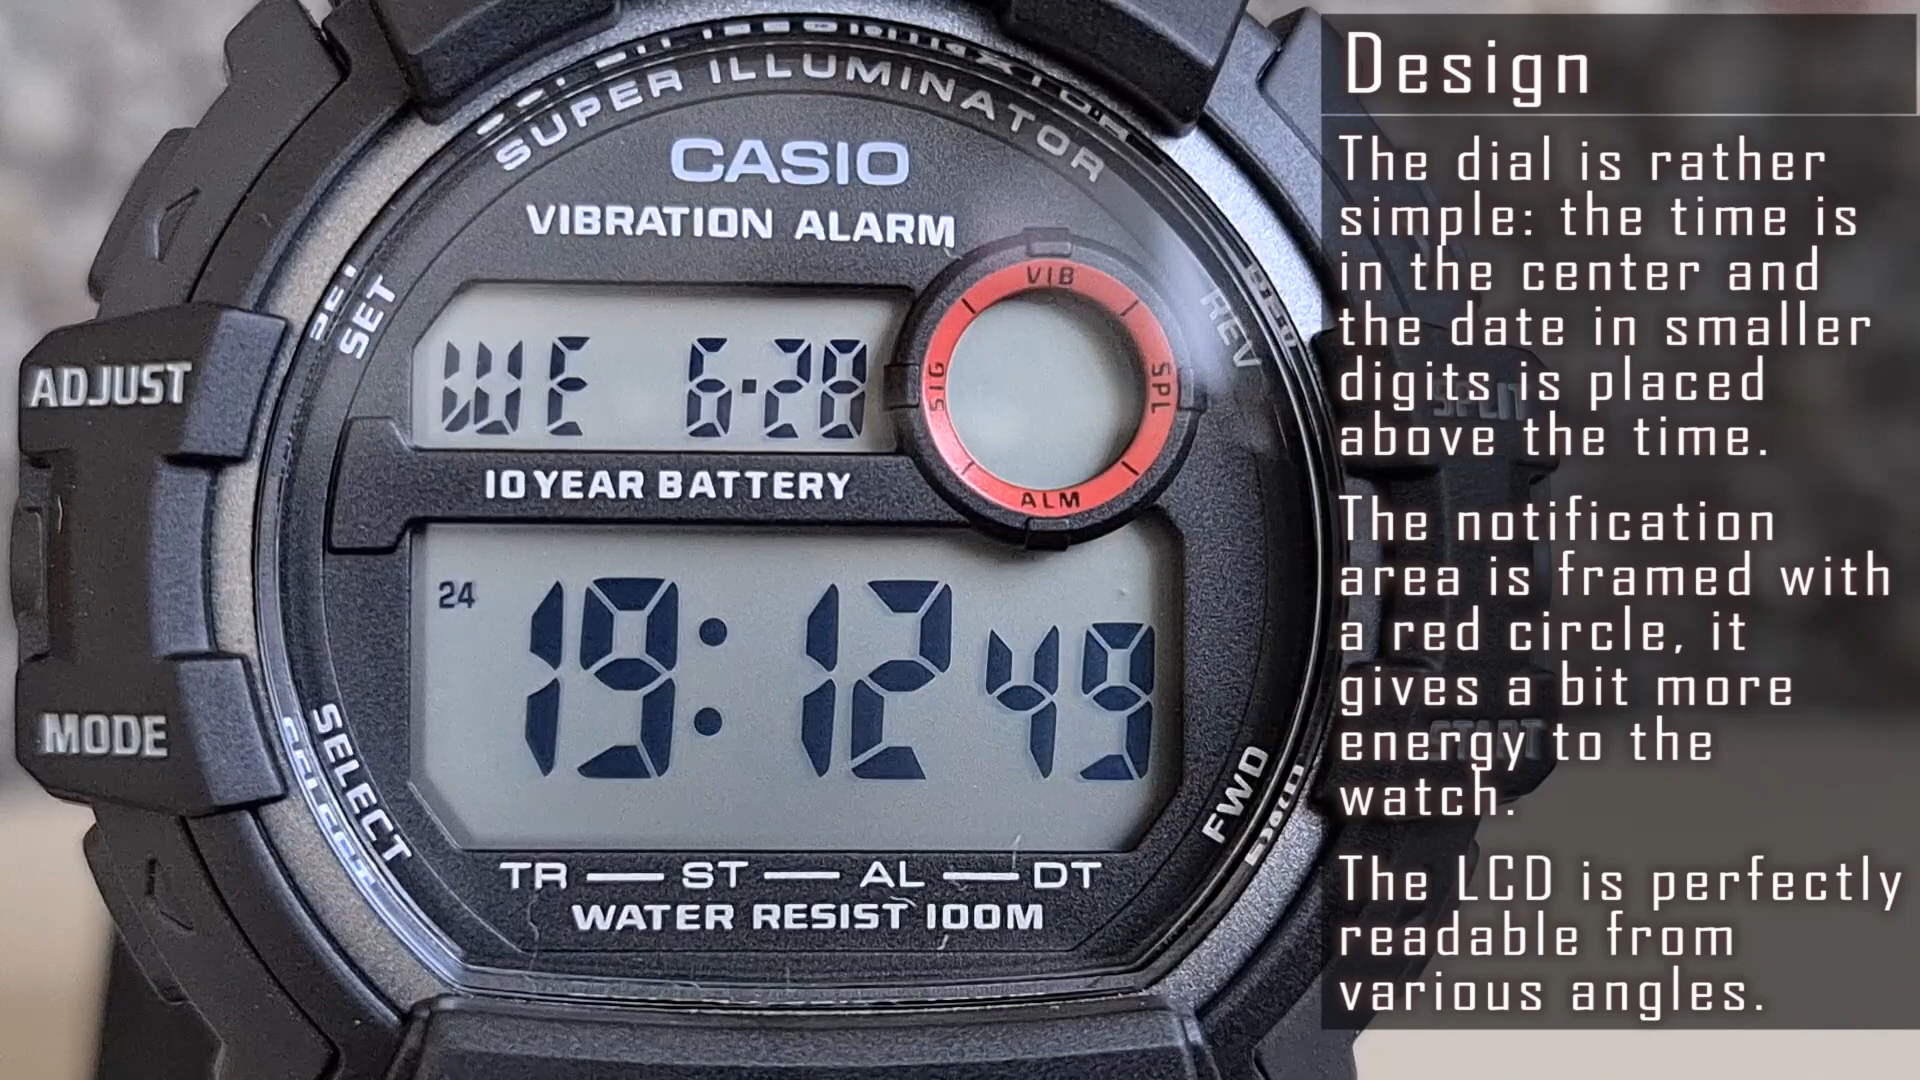 SUPER ILLUMINATOR
CASIO
VIBRATION ALARM
SET
REV
ADJUST
SPLIT
WE 6-28
VIB
SIG
SPL
ALM
10 YEAR BATTERY
24
19:12 49
MODE
START
SELECT
FWD
TR — ST — AL — DT
WATER RESIST 100M
Design
The dial is rather
simple: the time is
in the center and
the date in smaller
digits is placed
above the time.
The notification
area is framed with
a red circle, it
gives a bit more
energy to the
watch.
The LCD is perfectly
readable from
various angles.